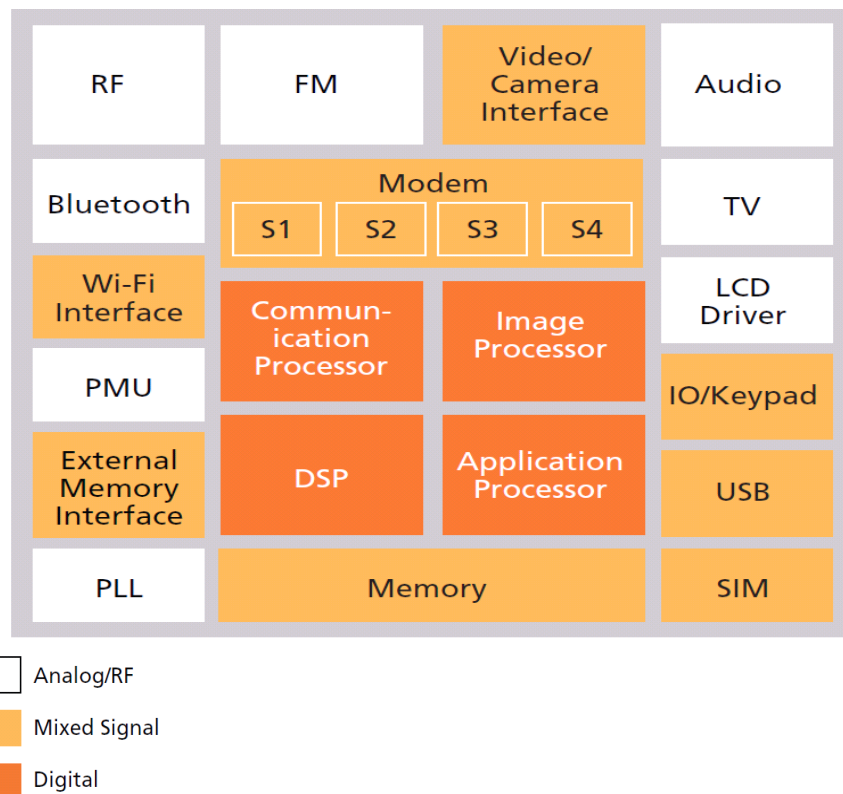 RF
FM
Video/
Camera
Interface
Audio
Bluetooth
Modem
S1
S2
S3
S4
TV
Wi-Fi
Interface
LCD
Driver
Commun-
ication
Processor
Image
Processor
PMU
IO/Keypad
External
Memory
Interface
DSP
Application
Processor
USB
PLL
Memory
SIM
Analog/RF
Mixed Signal
Digital